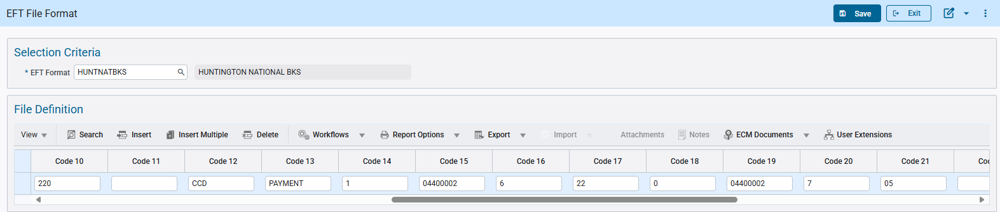 EFT File Format
Save
Exit
Selection Criteria
* EFT Format HUNTNATBKS HUNTINGTON NATIONAL BKS
File Definition
View Search Insert Insert Multiple Delete Workflows Report Options Export Import Attachments Notes ECM Documents User Extensions
Code 10 Code 11 Code 12 Code 13 Code 14 Code 15 Code 16 Code 17 Code 18 Code 19 Code 20 Code 21
220 CCD PAYMENT 1 04400002 6 22 0 04400002 7 05